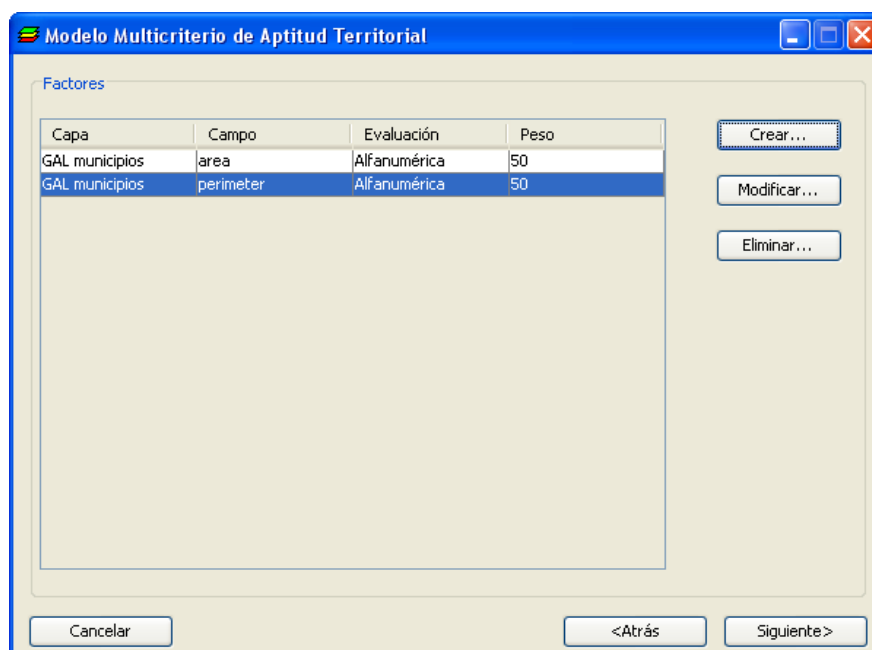 Modelo Multicriterio de Aptitud Territorial
Factores
Capa Campo Evaluación Peso
GAL municipios area Alfanumérica 50
GAL municipios perimeter Alfanumérica 50
Crear...
Modificar...
Eliminar...
Cancelar <Atrás Siguiente>